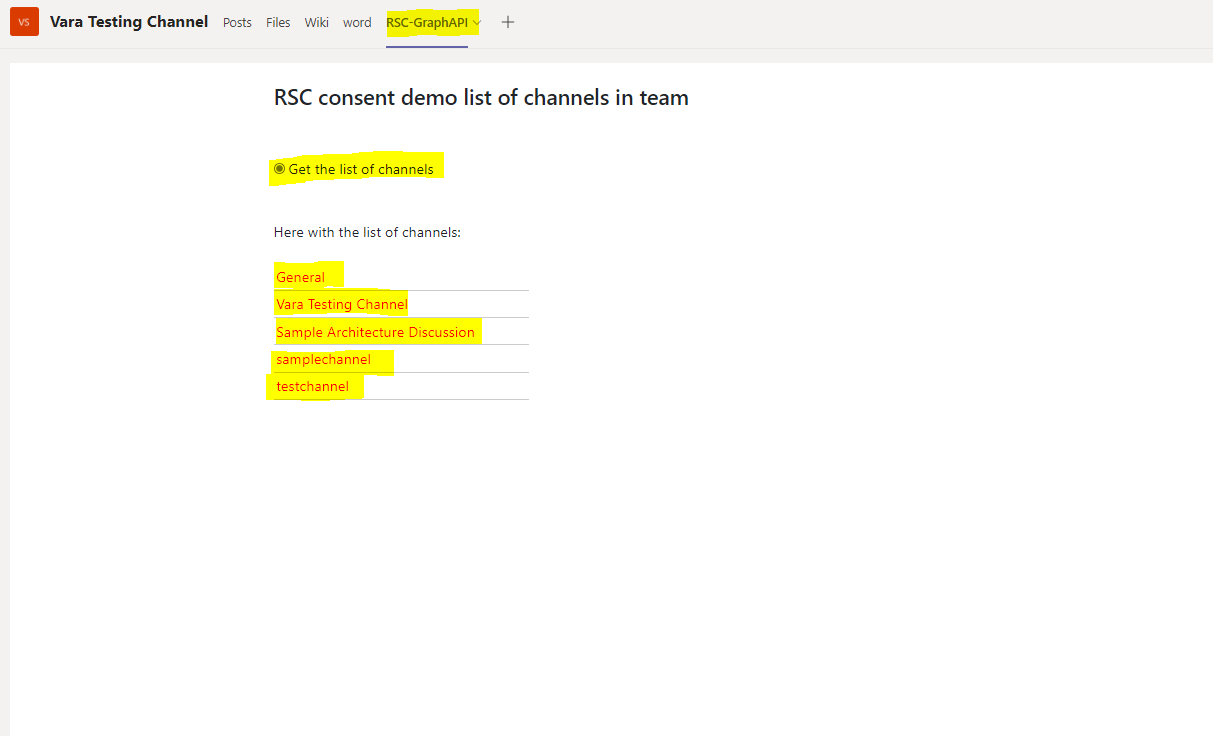 VS Vara Testing Channel Posts Files Wiki word RSC-GraphAPI
RSC consent demo list of channels in team
Get the list of channels
Here with the list of channels:
General
Vara Testing Channel
Sample Architecture Discussion
samplechannel
testchannel